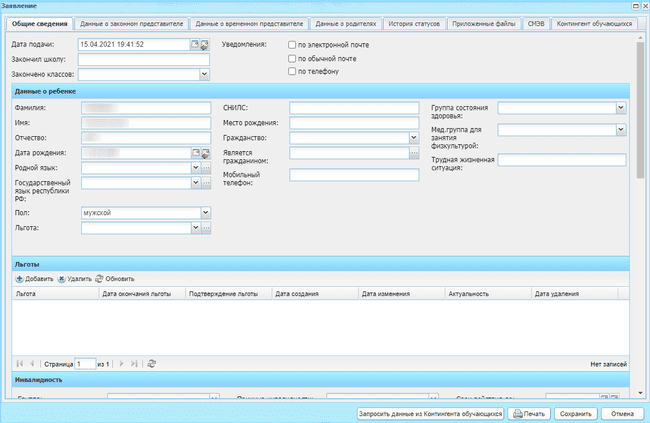 Заявление
Общие сведения Данные о законном представителе Данные о временном представителе Данные о родителях История статусов Приложенные файлы СМЭВ Контингент обучающихся
Дата подачи: 15.04.2021 19:41:52 Уведомления: по электронной почте
Закончил школу: по обычной почте
Закончено классов: по телефону
Данные о ребенке
Фамилия: СНИЛС: Группа состояния
здоровья:
Имя: Место рождения:
Отчество: Гражданство: Мед.группа для
занятия
физкультурой:
Дата рождения: Является
гражданином: Трудная жизненная
ситуация:
Родной язык: Мобильный
телефон:
Государственный
язык республики
РФ:
Пол: мужской
Льгота:
Льготы
Добавить Удалить Обновить
Льгота Дата окончания льготы Подтверждение льготы Дата создания Дата изменения Актуальность Дата удаления
Страница 1 из 1 Нет записей
Инвалидность
Запросить данные из Контингента обучающихся Печать Сохранить Отмена